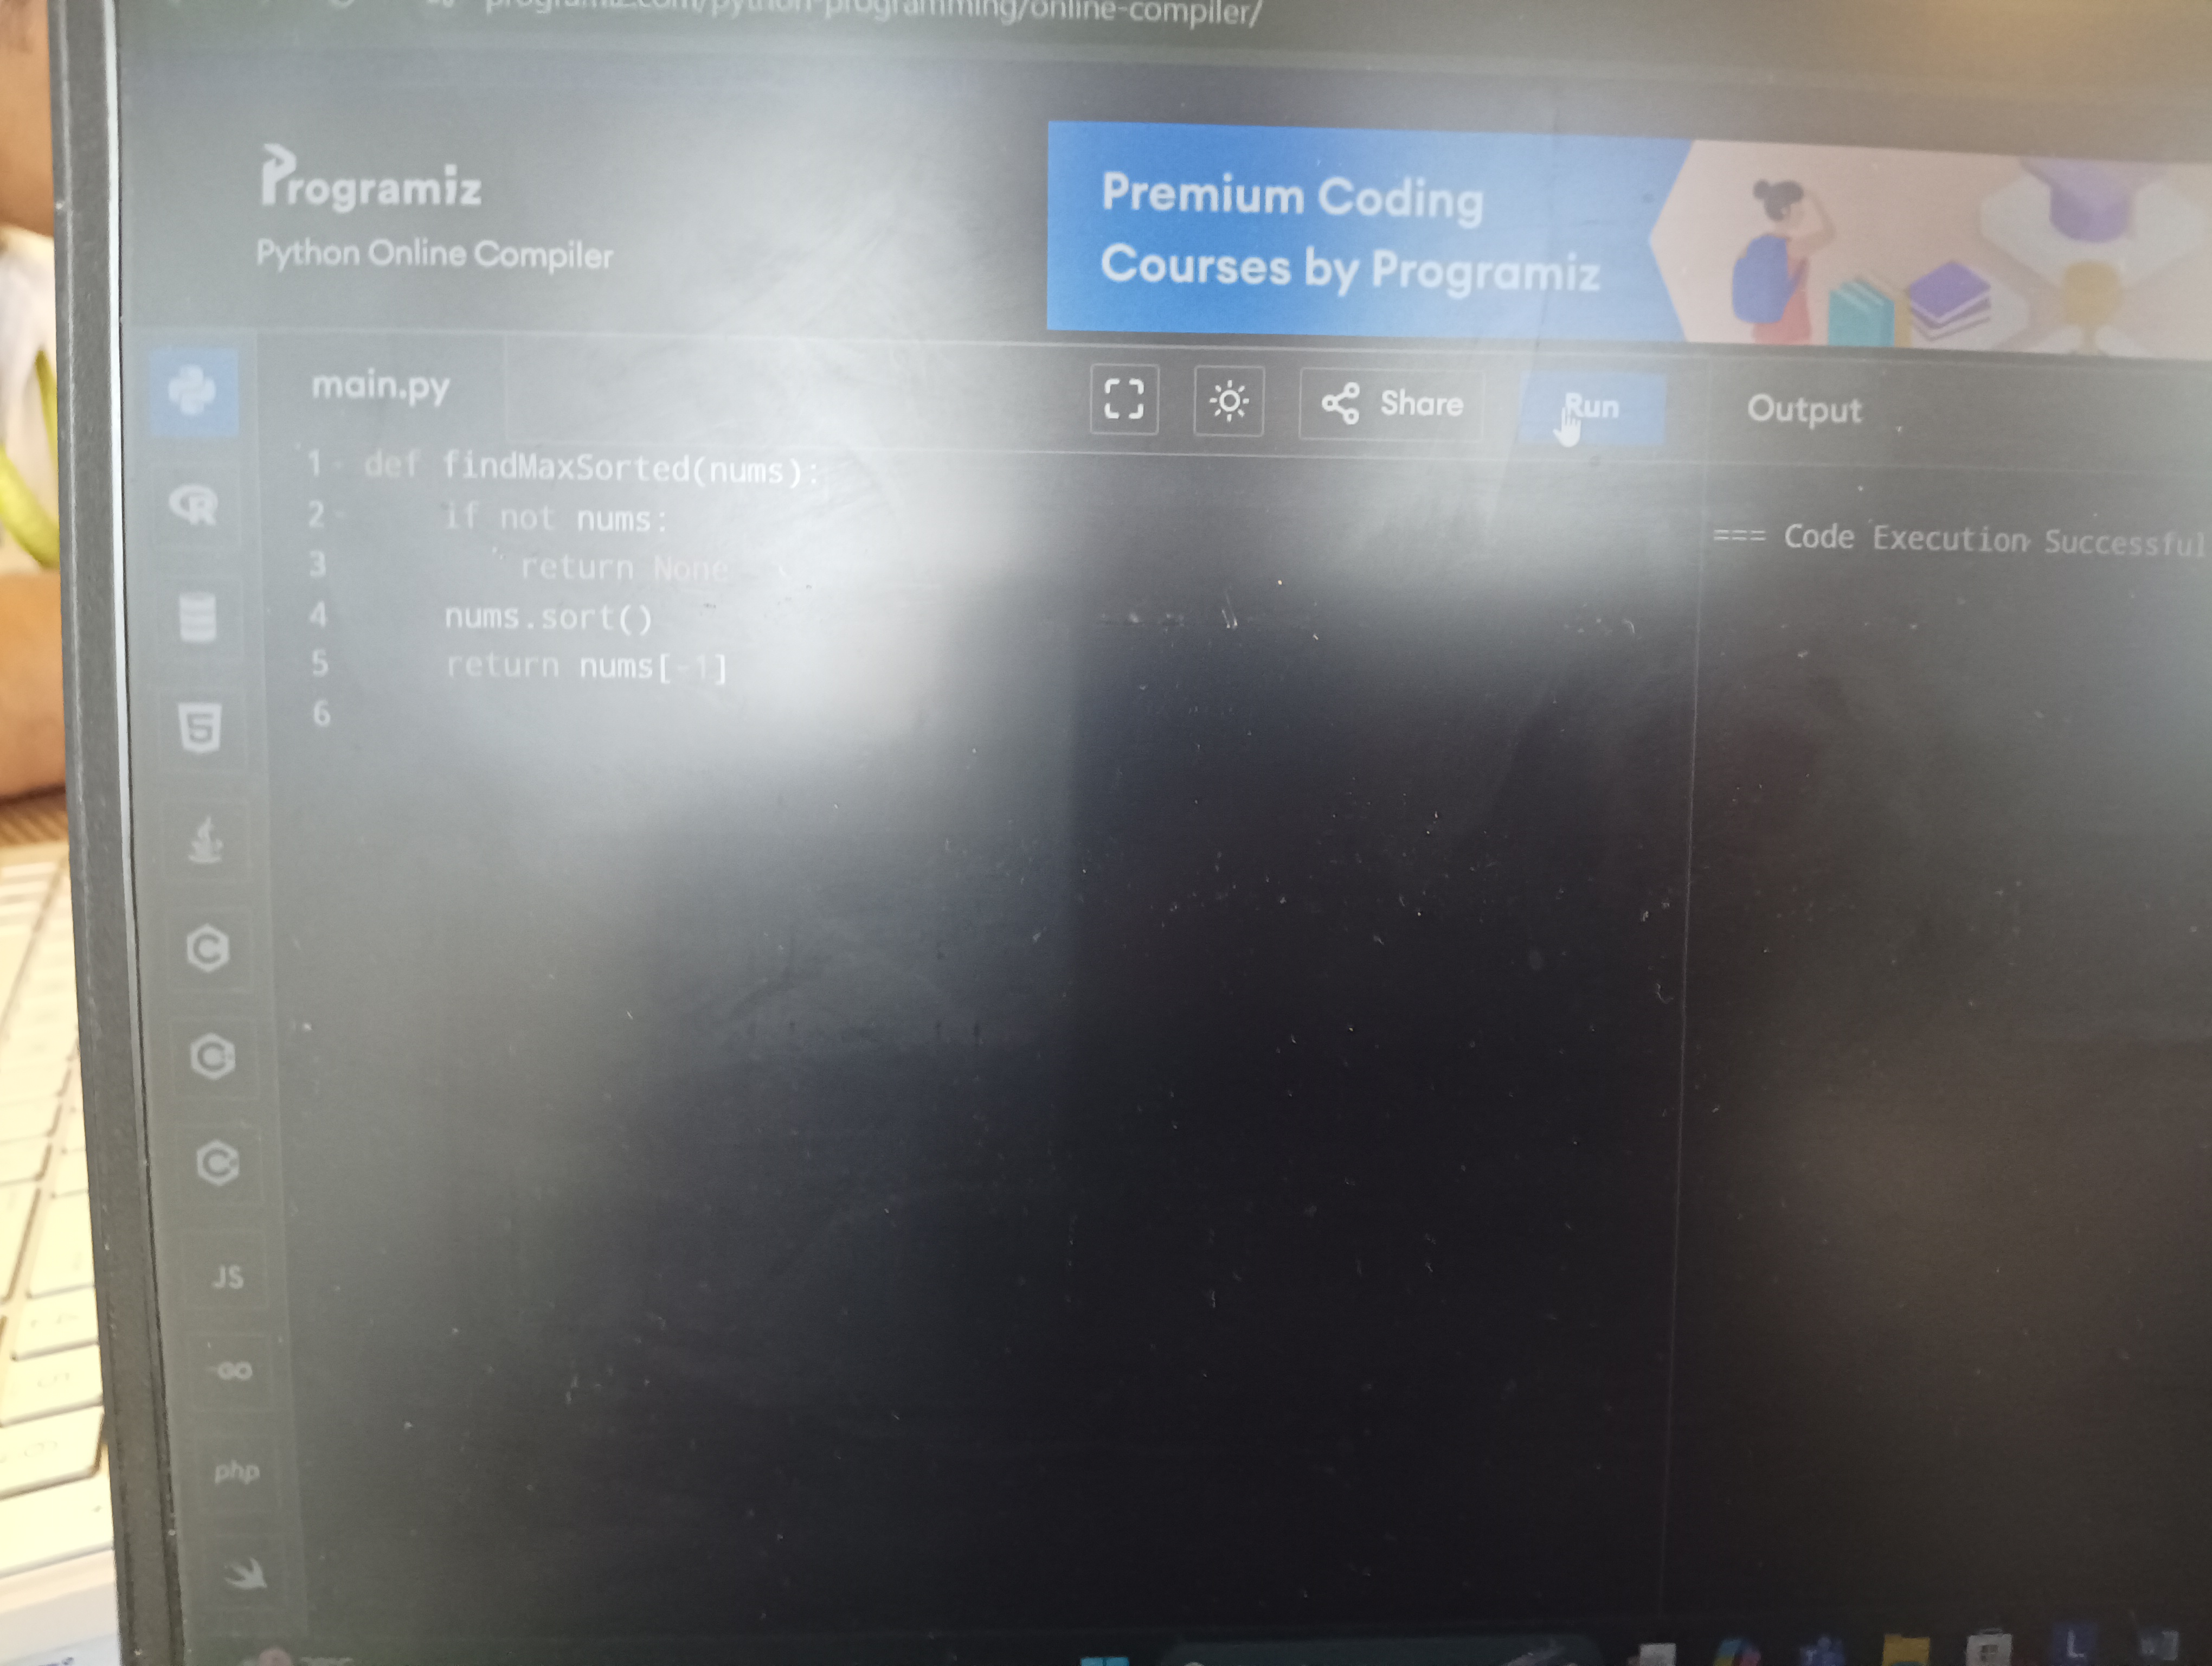 programiz.com/python-programming/online-compiler/
Programiz
Python Online Compiler
Premium Coding
Courses by Programiz
main.py
Share
Run
Output
1 def findMaxSorted(nums):
2     if not nums:
3         return None
4     nums.sort()
5     return nums[-1]
6
=== Code Execution Successful
JS
GO
php